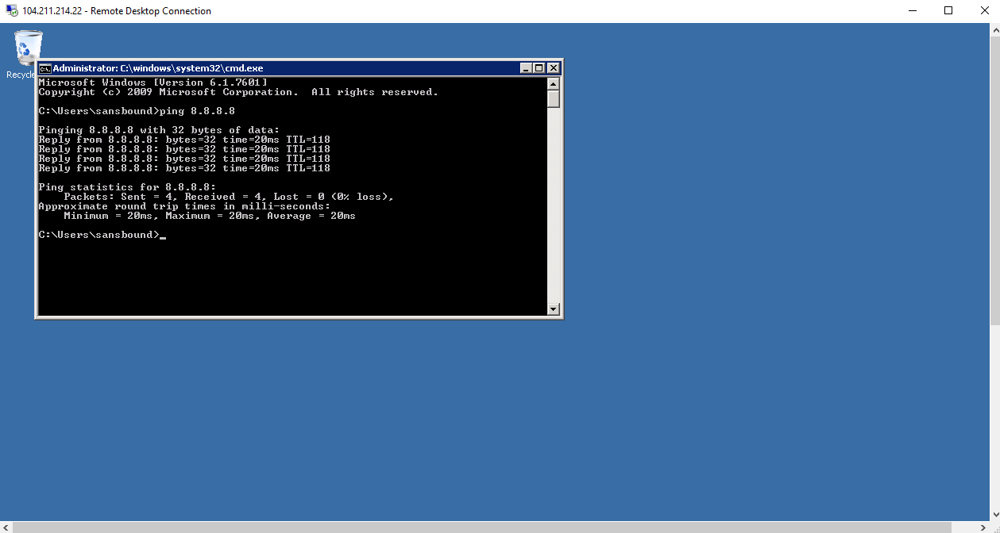 104.211.214.22 - Remote Desktop Connection
Recycle
Administrator: C:\windows\system32\cmd.exe
Microsoft Windows [Version 6.1.7601]
Copyright (c) 2009 Microsoft Corporation.  All rights reserved.
C:\Users\sansbound>ping 8.8.8.8
Pinging 8.8.8.8 with 32 bytes of data:
Reply from 8.8.8.8: bytes=32 time=20ms TTL=118
Reply from 8.8.8.8: bytes=32 time=20ms TTL=118
Reply from 8.8.8.8: bytes=32 time=20ms TTL=118
Reply from 8.8.8.8: bytes=32 time=20ms TTL=118
Ping statistics for 8.8.8.8:
    Packets: Sent = 4, Received = 4, Lost = 0 (0% loss),
Approximate round trip times in milli-seconds:
    Minimum = 20ms, Maximum = 20ms, Average = 20ms
C:\Users\sansbound>_